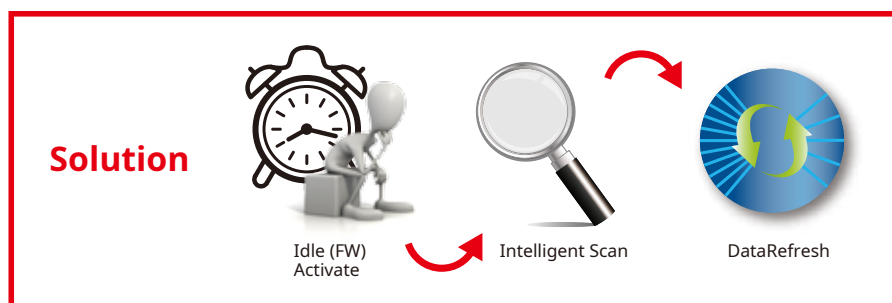 Solution
Idle (FW)
Activate
Intelligent Scan
DataRefresh